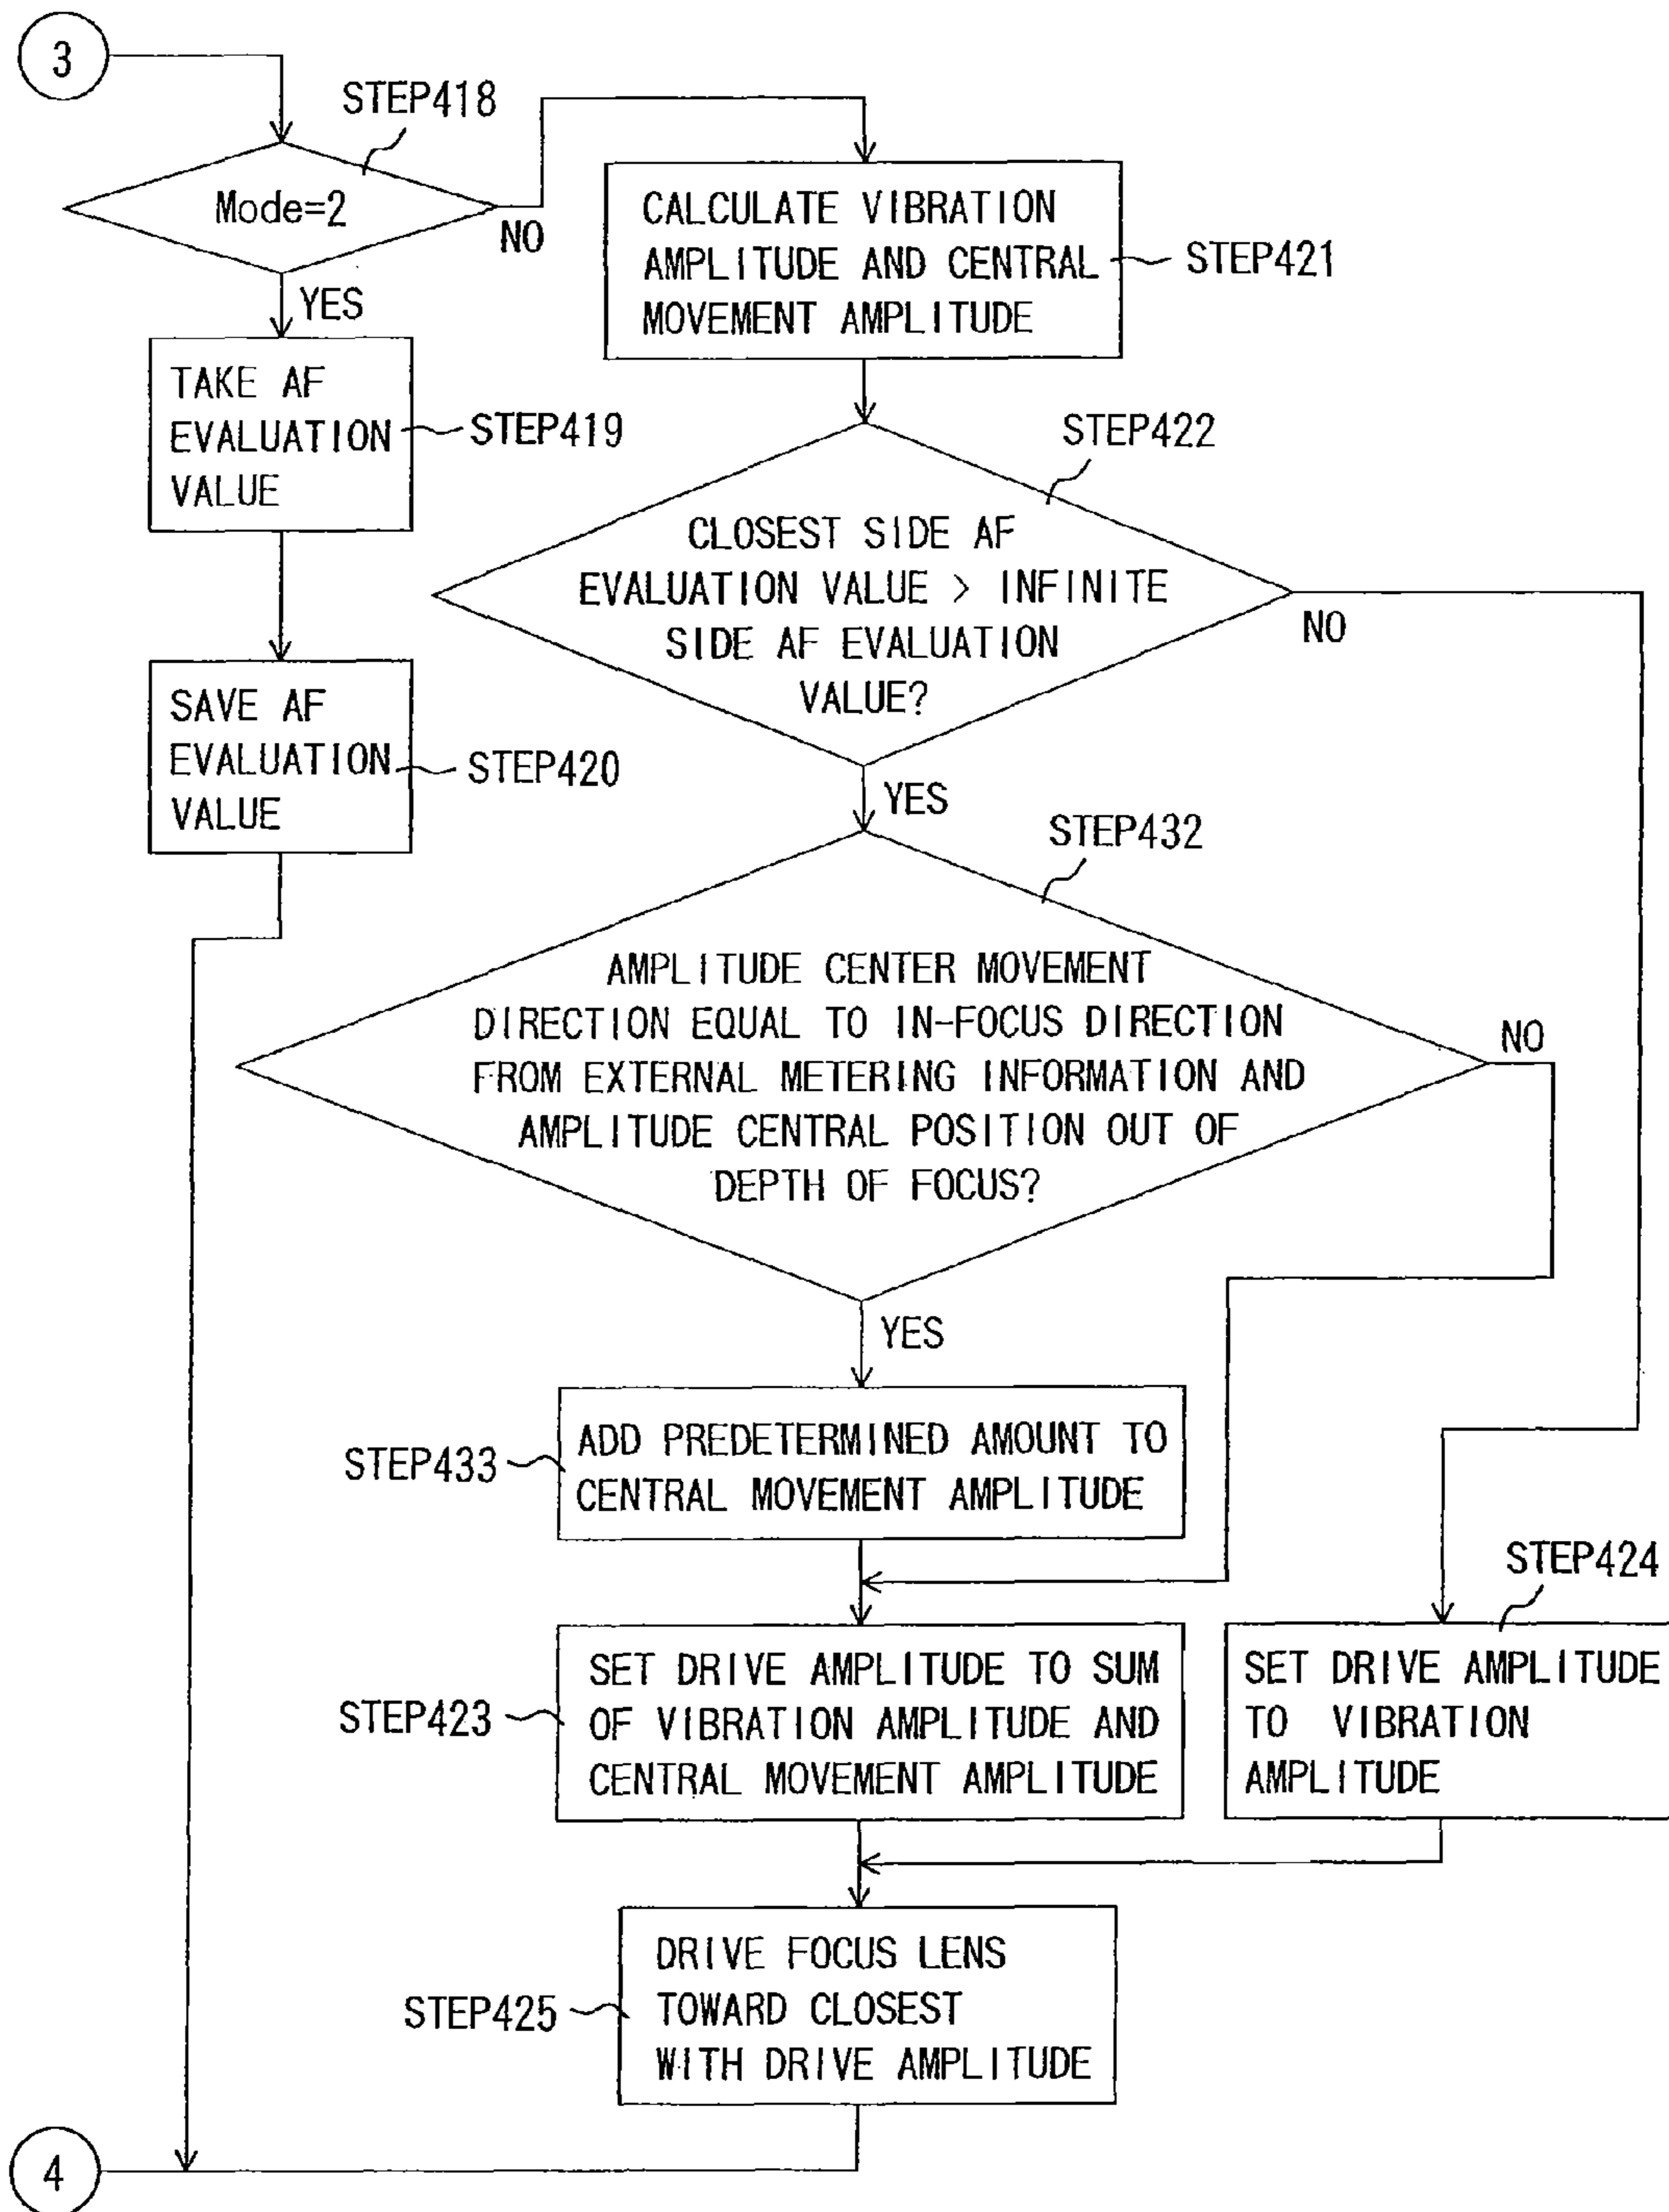 3
STEP418
Mode=2
NO
YES
TAKE AF
EVALUATION
VALUE
STEP419
SAVE AF
EVALUATION
VALUE
STEP420
CALCULATE VIBRATION
AMPLITUDE AND CENTRAL
MOVEMENT AMPLITUDE
STEP421
STEP422
CLOSEST SIDE AF
EVALUATION VALUE > INFINITE
SIDE AF EVALUATION
VALUE?
NO
YES
STEP432
AMPLITUDE CENTER MOVEMENT
DIRECTION EQUAL TO IN-FOCUS DIRECTION
FROM EXTERNAL METERING INFORMATION AND
AMPLITUDE CENTRAL POSITION OUT OF
DEPTH OF FOCUS?
NO
YES
STEP433
ADD PREDETERMINED AMOUNT TO
CENTRAL MOVEMENT AMPLITUDE
STEP423
SET DRIVE AMPLITUDE TO SUM
OF VIBRATION AMPLITUDE AND
CENTRAL MOVEMENT AMPLITUDE
STEP424
SET DRIVE AMPLITUDE
TO VIBRATION
AMPLITUDE
STEP425
DRIVE FOCUS LENS
TOWARD CLOSEST
WITH DRIVE AMPLITUDE
4